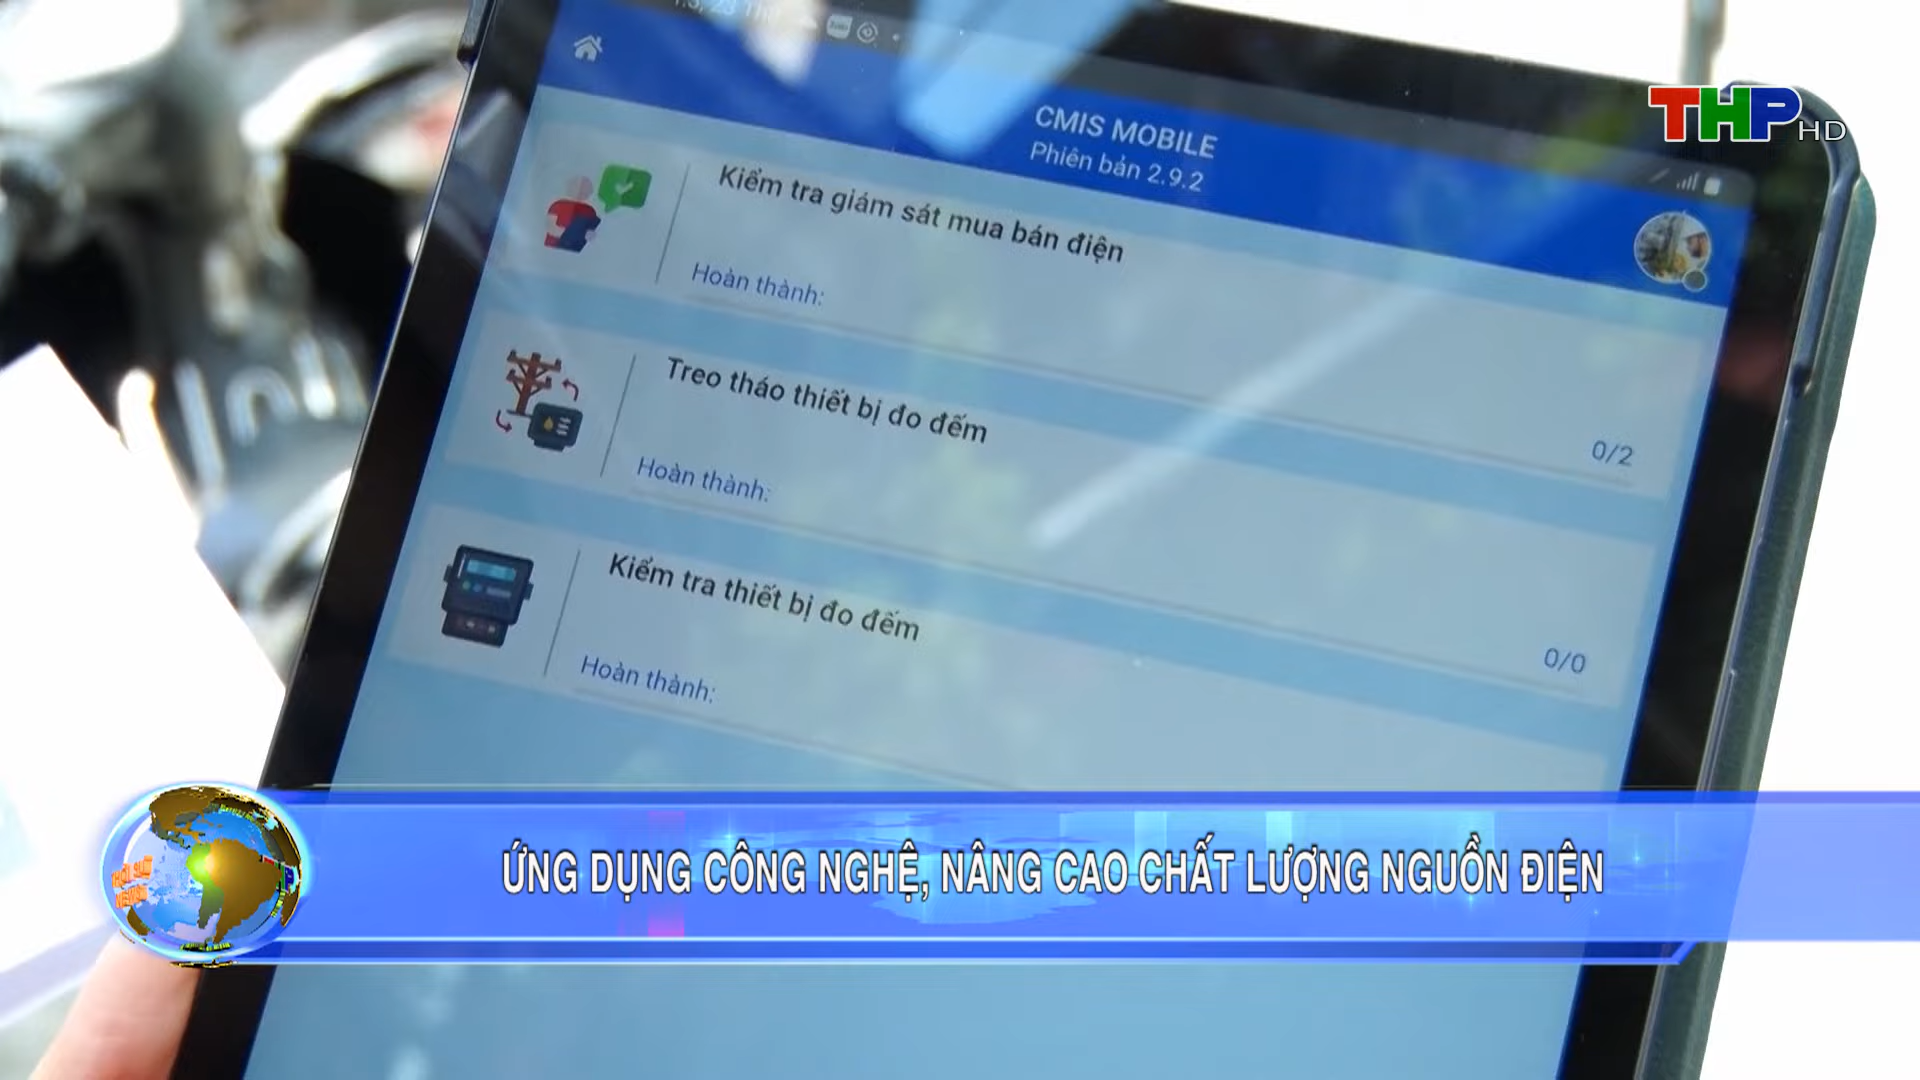 THP HD
CMIS MOBILE
Phiên bản 2.9.2
Kiểm tra giám sát mua bán điện
Hoàn thành:
0/2
Treo tháo thiết bị đo đếm
Hoàn thành:
0/0
Kiểm tra thiết bị đo đếm
Hoàn thành:
ỨNG DỤNG CÔNG NGHỆ, NÂNG CAO CHẤT LƯỢNG NGUỒN ĐIỆN